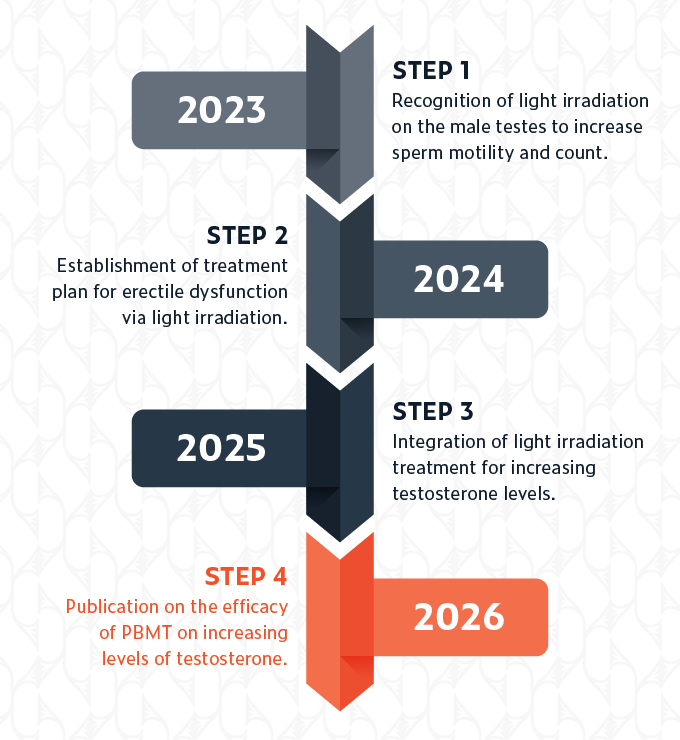 2023
STEP 1
Recognition of light irradiation
on the male testes to increase
sperm motility and count.
STEP 2
Establishment of treatment
plan for erectile dysfunction
via light irradiation.
2024
2025
STEP 3
Integration of light irradiation
treatment for increasing
testosterone levels.
STEP 4
Publication on the efficacy
of PBMT on increasing
levels of testosterone.
2026